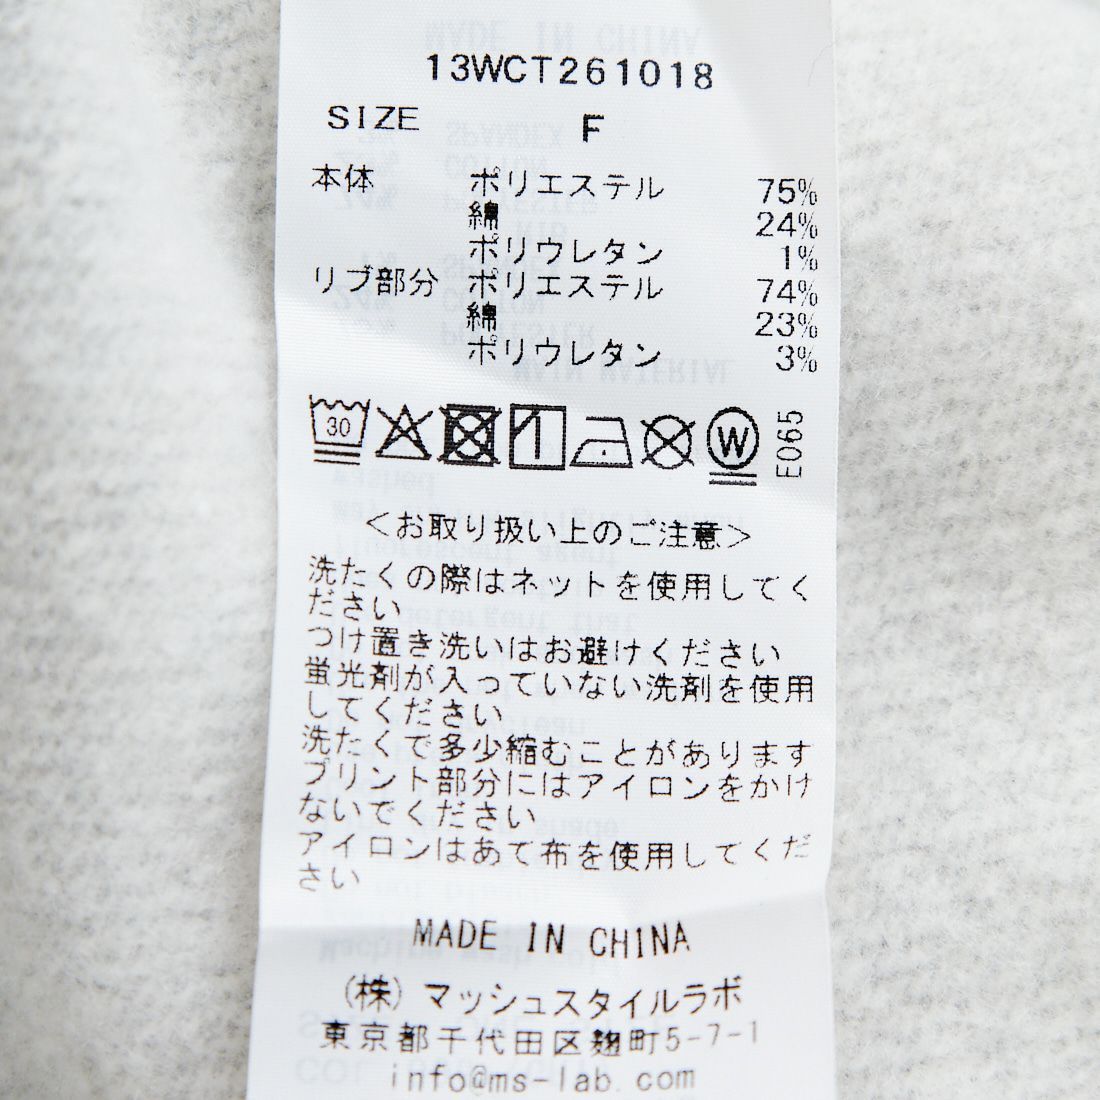 13WCT261018
SIZE F
本体 ポリエステル 75%
綿 24%
ポリウレタン 1%
リブ部分 ポリエステル 74%
綿 23%
ポリウレタン 3%
30 W E065
<お取り扱い上のご注意>
洗たくの際はネットを使用してく
ださい
つけ置き洗いはお避けください
蛍光剤が入っていない洗剤を使用
してください
洗たくで多少縮むことがあります
プリント部分にはアイロンをかけ
ないでください
アイロンはあて布を使用してくだ
さい
MADE IN CHINA
(株)マッシュスタイルラボ
東京都千代田区麹町5-7-1
info@ms-lab.com